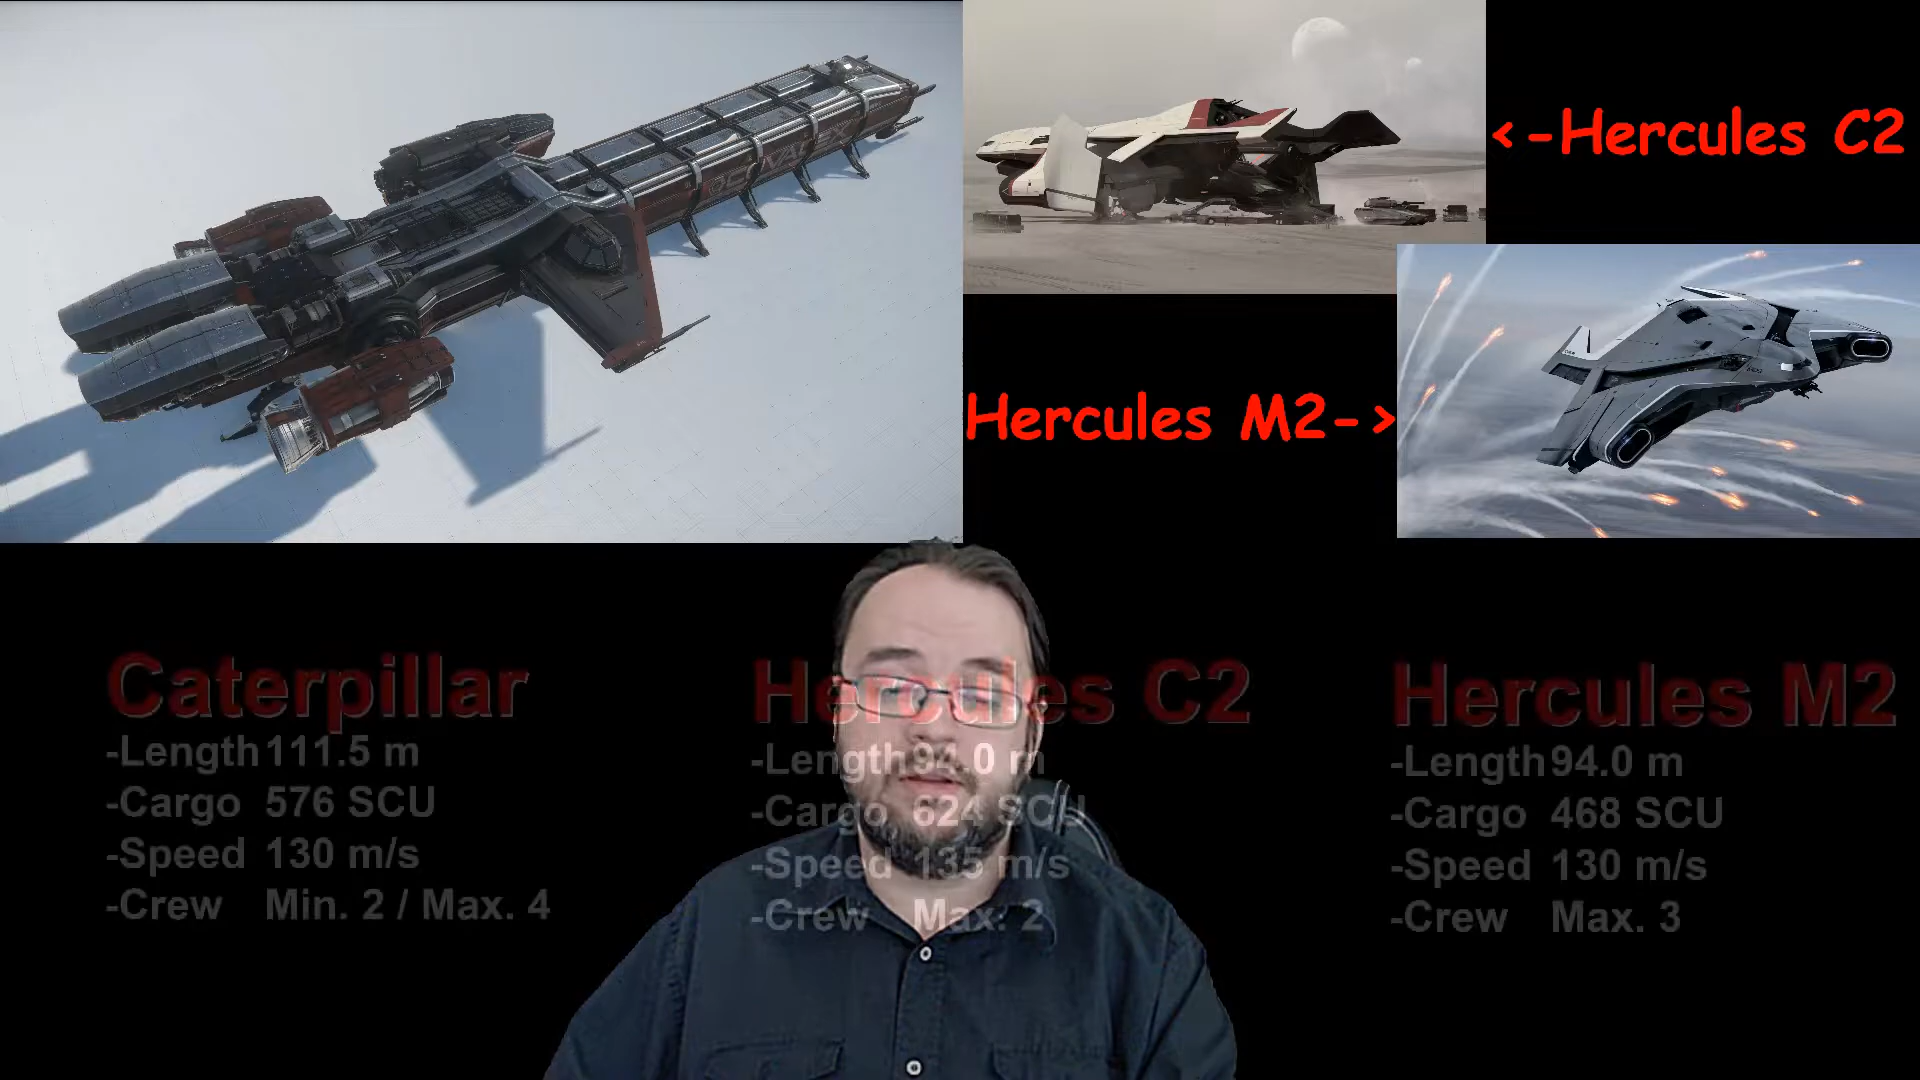 <-Hercules C2
Hercules M2->
Caterpillar
-Length 111.5 m
-Cargo 576 SCU
-Speed 130 m/s
-Crew Min. 2 / Max. 4
Hercules C2
-Length 94.0 m
-Cargo 624 SCU
-Speed 135 m/s
-Crew Max. 2
Hercules M2
-Length 94.0 m
-Cargo 468 SCU
-Speed 130 m/s
-Crew Max. 3